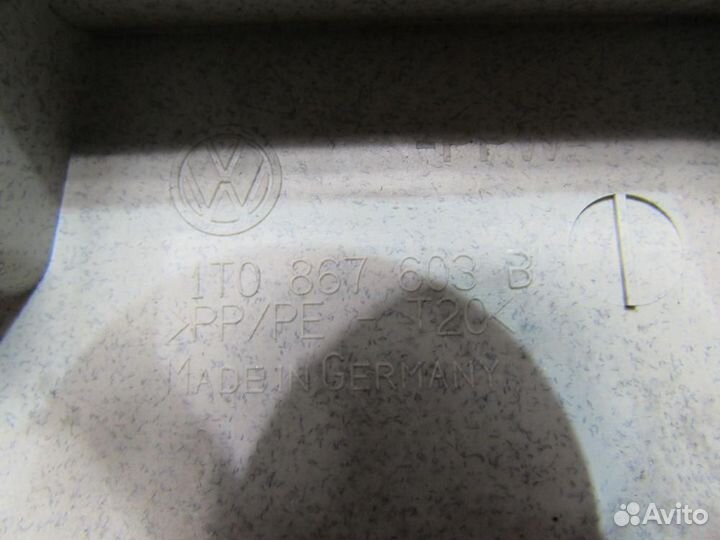 1T0 867 603 B
>PP/PE - T20<
MADE IN GERMANY
Avito